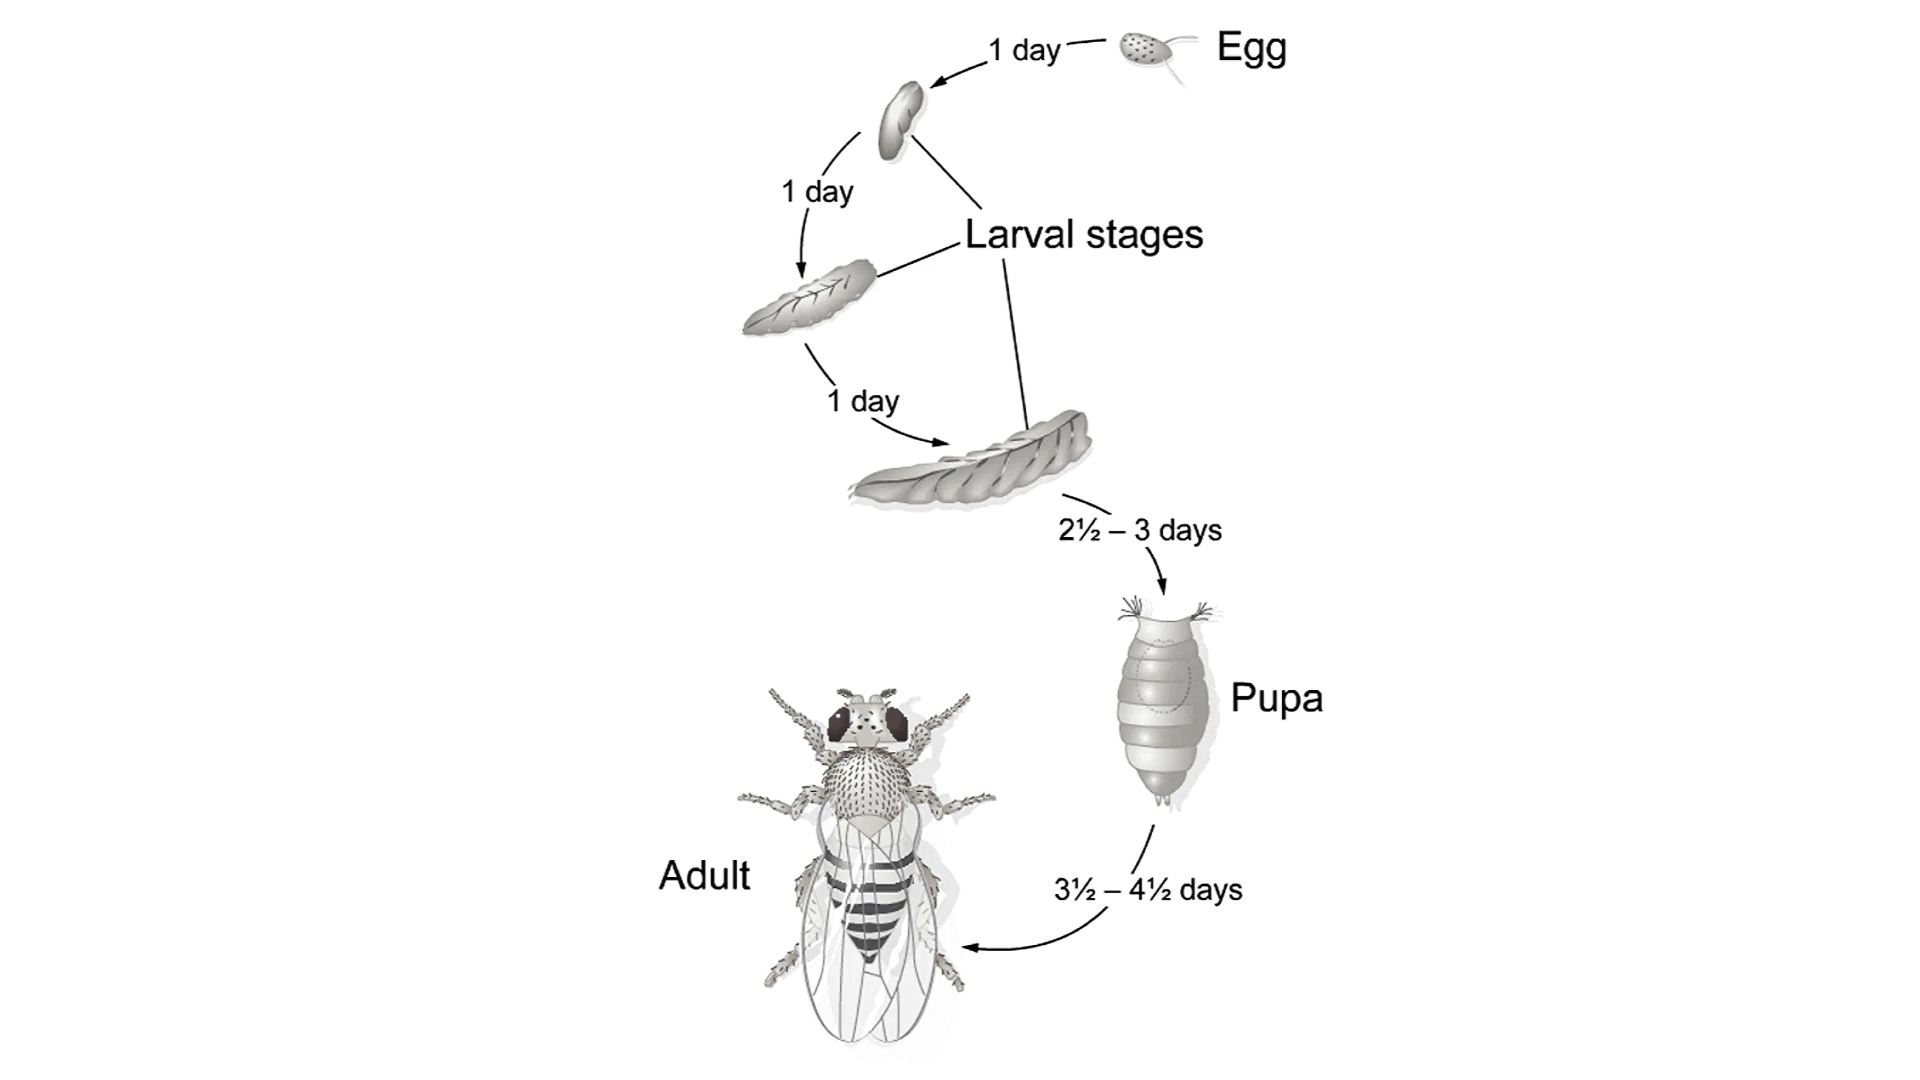 Egg
1 day
1 day
Larval stages
1 day
2½ – 3 days
Pupa
Adult
3½ – 4½ days